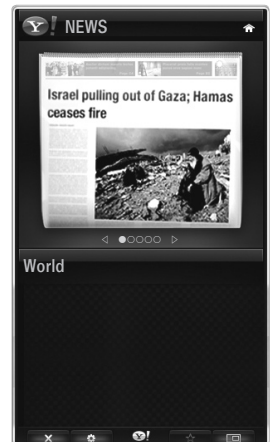 Y! NEWS
Israel pulling out of Gaza; Hamas
ceases fire
World
Y!